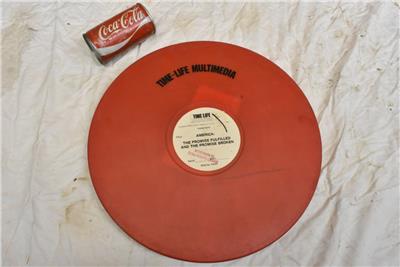 Coca-Cola
TIME-LIFE MULTIMEDIA
TIME LIFE
AMERICA:
THE PROMISE FULFILLED
AND THE PROMISE BROKEN